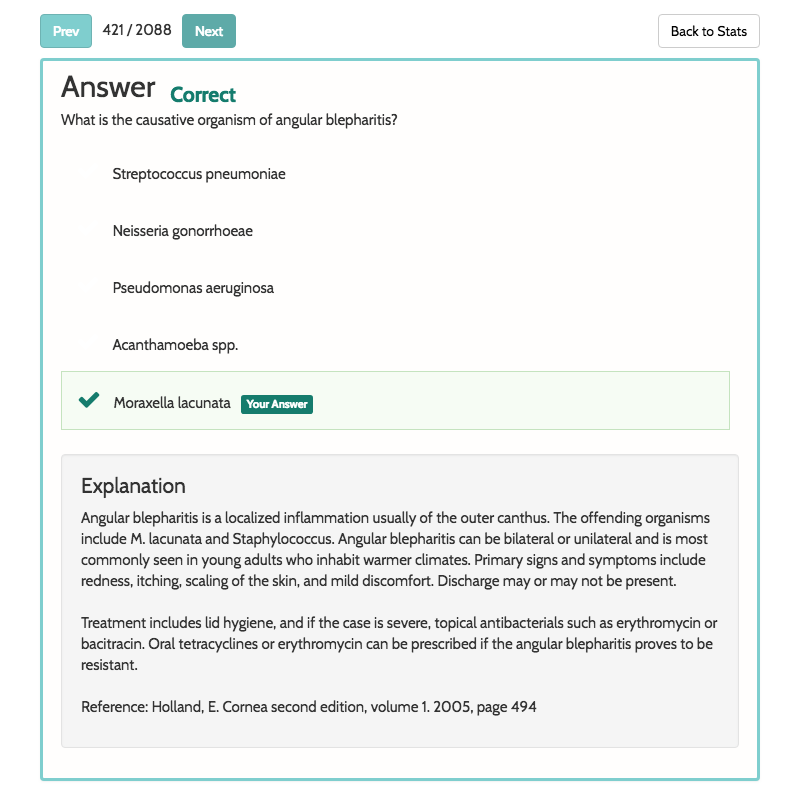 Prev 421 / 2088 Next Back to Stats
Answer Correct
What is the causative organism of angular blepharitis?
Streptococcus pneumoniae
Neisseria gonorrhoeae
Pseudomonas aeruginosa
Acanthamoeba spp.
Moraxella lacunata Your Answer
Explanation
Angular blepharitis is a localized inflammation usually of the outer canthus. The offending organisms
include M. lacunata and Staphylococcus. Angular blepharitis can be bilateral or unilateral and is most
commonly seen in young adults who inhabit warmer climates. Primary signs and symptoms include
redness, itching, scaling of the skin, and mild discomfort. Discharge may or may not be present.
Treatment includes lid hygiene, and if the case is severe, topical antibacterials such as erythromycin or
bacitracin. Oral tetracyclines or erythromycin can be prescribed if the angular blepharitis proves to be
resistant.
Reference: Holland, E. Cornea second edition, volume 1. 2005, page 494